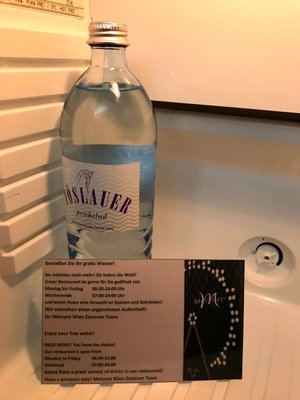 VÖSLAUER
prickelnd
Genießen Sie Ihr gratis Wasser!
Sie möchten noch mehr! Sie haben die Wahl!
Unser Restaurant ist gerne für Sie geöffnet von
Montag bis Freitag 06:30-24:00 Uhr
Wochenende 07:00-24:00 Uhr
und bietet Ihnen eine Auswahl an Speisen und Getränken!
Wir wünschen einen angenehmen Aufenthalt!
Ihr Mercure Wien Zentrum Team
Enjoy your free water!
NEED MORE? You have the choice!
Our restaurant is open from
Monday to Friday 06:30-24:00
Weekend 07:00-24:00
Select from a great variety of drinks in our restaurant!
Have a pleasant stay! Mercure Wien Zentrum Team